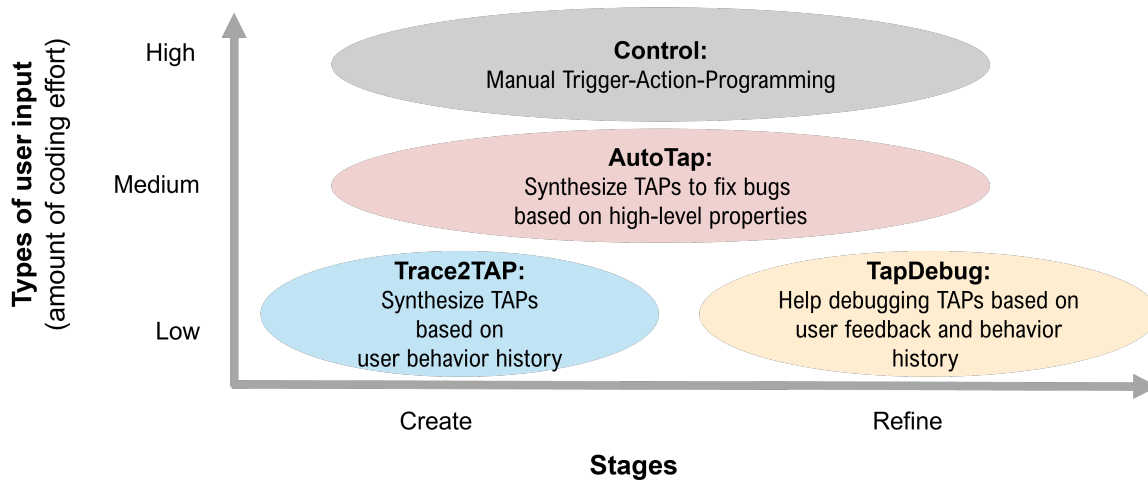 Types of user input
(amount of coding effort)
High
Medium
Low
Control:
Manual Trigger-Action-Programming
AutoTap:
Synthesize TAPs to fix bugs
based on high-level properties
Trace2TAP:
Synthesize TAPs
based on
user behavior history
TapDebug:
Help debugging TAPs based on
user feedback and behavior
history
Create
Refine
Stages